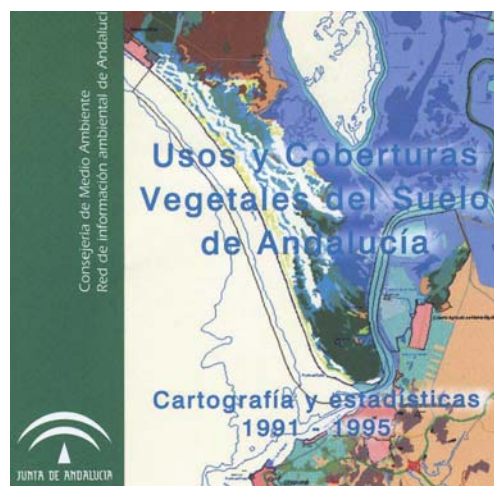 Consejería de Medio Ambiente
Red de información ambiental de Andalucí
Usos y Coberturas
Vegetales del Suelo
de Andalucía
Cartografía y estadísticas
1991 - 1995
JUNTA DE ANDALUCIA